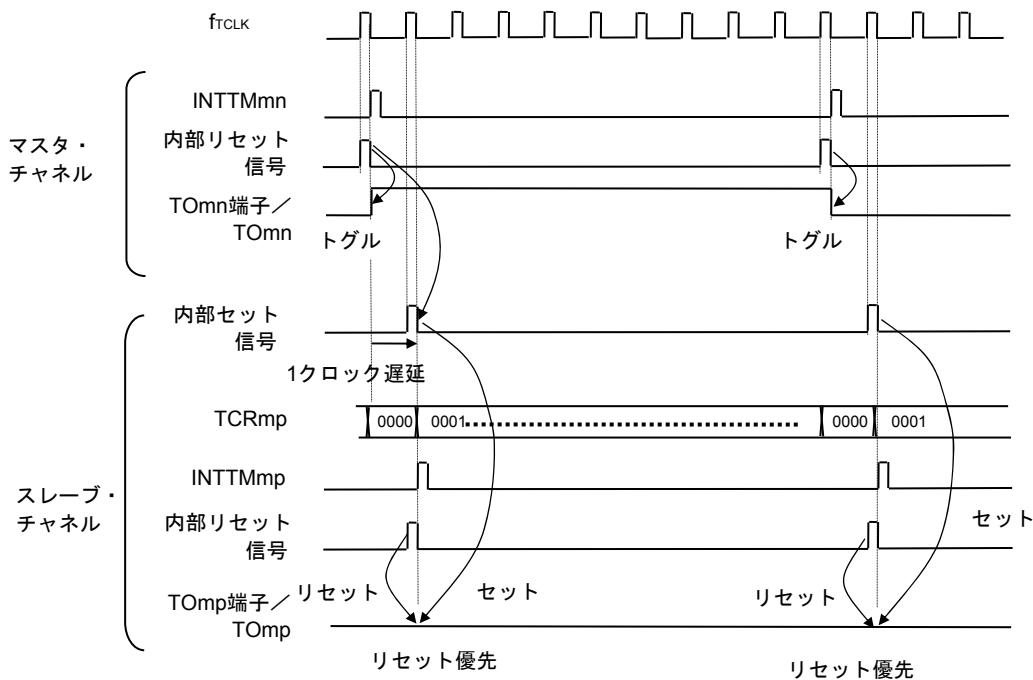 fTCLK
マスタ・
チャネル
INTTMmn
内部リセット
信号
TOmn端子／
TOmn
トグル
トグル
スレーブ・
チャネル
内部セット
信号
1クロック遅延
TCRmp
0000
0001
0000
0001
INTTMmp
内部リセット
信号
セット
リセット
セット
リセット
TOmp端子／
TOmp
リセット優先
リセット優先